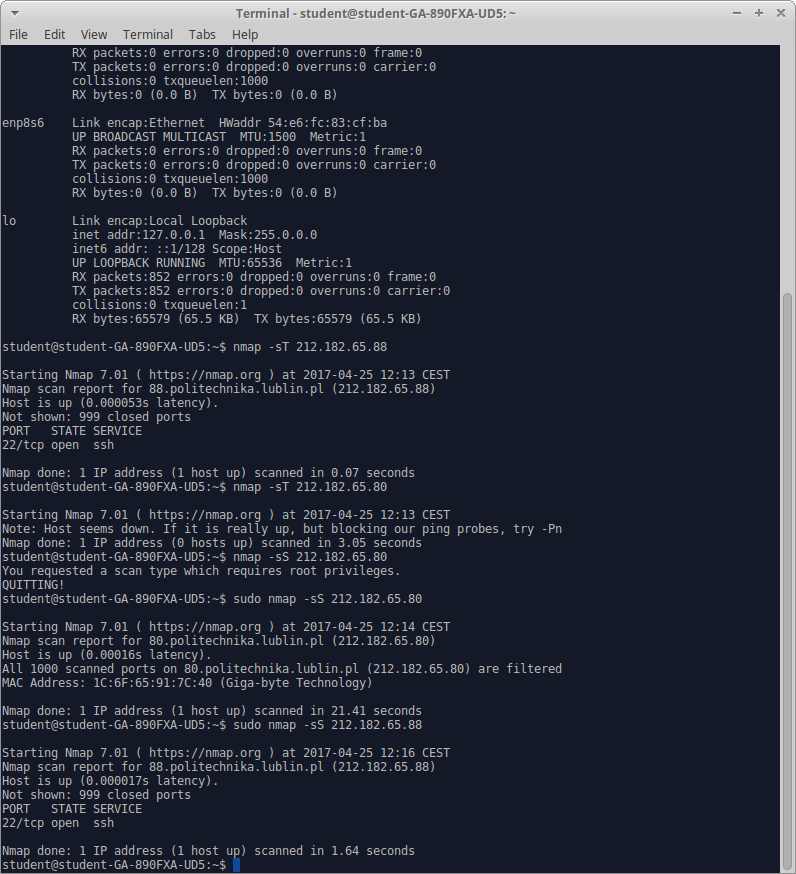 Terminal - student@student-GA-890FXA-UD5: ~
File Edit View Terminal Tabs Help
RX packets:0 errors:0 dropped:0 overruns:0 frame:0
TX packets:0 errors:0 dropped:0 overruns:0 carrier:0
collisions:0 txqueuelen:1000
RX bytes:0 (0.0 B)  TX bytes:0 (0.0 B)
enp8s6    Link encap:Ethernet  HWaddr 54:e6:fc:83:cf:ba
UP BROADCAST MULTICAST  MTU:1500  Metric:1
RX packets:0 errors:0 dropped:0 overruns:0 frame:0
TX packets:0 errors:0 dropped:0 overruns:0 carrier:0
collisions:0 txqueuelen:1000
RX bytes:0 (0.0 B)  TX bytes:0 (0.0 B)
lo        Link encap:Local Loopback
inet addr:127.0.0.1  Mask:255.0.0.0
inet6 addr: ::1/128 Scope:Host
UP LOOPBACK RUNNING  MTU:65536  Metric:1
RX packets:852 errors:0 dropped:0 overruns:0 frame:0
TX packets:852 errors:0 dropped:0 overruns:0 carrier:0
collisions:0 txqueuelen:1
RX bytes:65579 (65.5 KB)  TX bytes:65579 (65.5 KB)
student@student-GA-890FXA-UD5:~$ nmap -sT 212.182.65.88
Starting Nmap 7.01 ( https://nmap.org ) at 2017-04-25 12:13 CEST
Nmap scan report for 88.politechnika.lublin.pl (212.182.65.88)
Host is up (0.000053s latency).
Not shown: 999 closed ports
PORT   STATE SERVICE
22/tcp open  ssh
Nmap done: 1 IP address (1 host up) scanned in 0.07 seconds
student@student-GA-890FXA-UD5:~$ nmap -sT 212.182.65.80
Starting Nmap 7.01 ( https://nmap.org ) at 2017-04-25 12:13 CEST
Note: Host seems down. If it is really up, but blocking our ping probes, try -Pn
Nmap done: 1 IP address (0 hosts up) scanned in 3.05 seconds
student@student-GA-890FXA-UD5:~$ nmap -sS 212.182.65.80
You requested a scan type which requires root privileges.
QUITTING!
student@student-GA-890FXA-UD5:~$ sudo nmap -sS 212.182.65.80
Starting Nmap 7.01 ( https://nmap.org ) at 2017-04-25 12:14 CEST
Nmap scan report for 80.politechnika.lublin.pl (212.182.65.80)
Host is up (0.00016s latency).
All 1000 scanned ports on 80.politechnika.lublin.pl (212.182.65.80) are filtered
MAC Address: 1C:6F:65:91:7C:40 (Giga-byte Technology)
Nmap done: 1 IP address (1 host up) scanned in 21.41 seconds
student@student-GA-890FXA-UD5:~$ sudo nmap -sS 212.182.65.88
Starting Nmap 7.01 ( https://nmap.org ) at 2017-04-25 12:16 CEST
Nmap scan report for 88.politechnika.lublin.pl (212.182.65.88)
Host is up (0.000017s latency).
Not shown: 999 closed ports
PORT   STATE SERVICE
22/tcp open  ssh
Nmap done: 1 IP address (1 host up) scanned in 1.64 seconds
student@student-GA-890FXA-UD5:~$